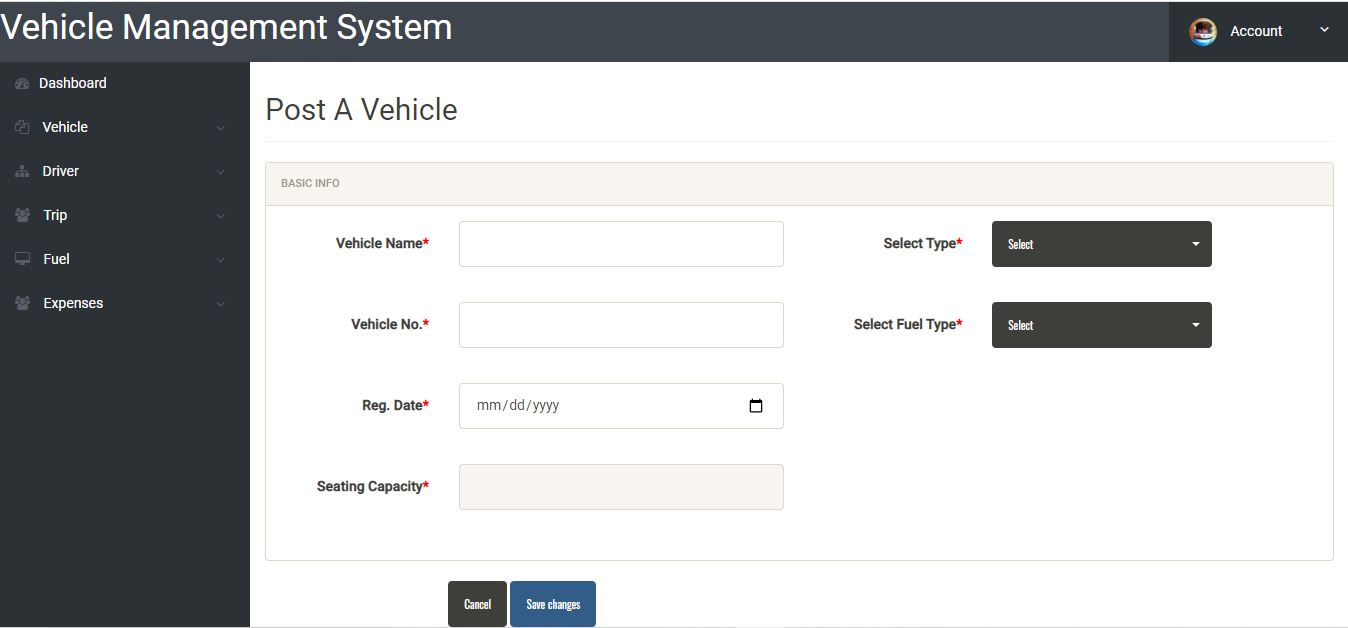 Vehicle Management System
Account
Dashboard
Vehicle
Driver
Trip
Fuel
Expenses
Post A Vehicle
BASIC INFO
Vehicle Name*
Select Type*
Select
Vehicle No.*
Select Fuel Type*
Select
Reg. Date*
mm/dd/yyyy
Seating Capacity*
Cancel
Save changes